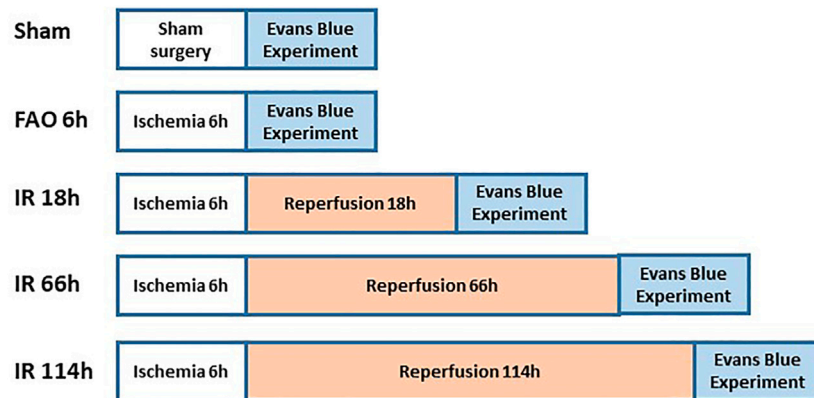 Sham
Sham
surgery
Evans Blue
Experiment
FAO 6h
Ischemia 6h
Evans Blue
Experiment
IR 18h
Ischemia 6h
Reperfusion 18h
Evans Blue
Experiment
IR 66h
Ischemia 6h
Reperfusion 66h
Evans Blue
Experiment
IR 114h
Ischemia 6h
Reperfusion 114h
Evans Blue
Experiment